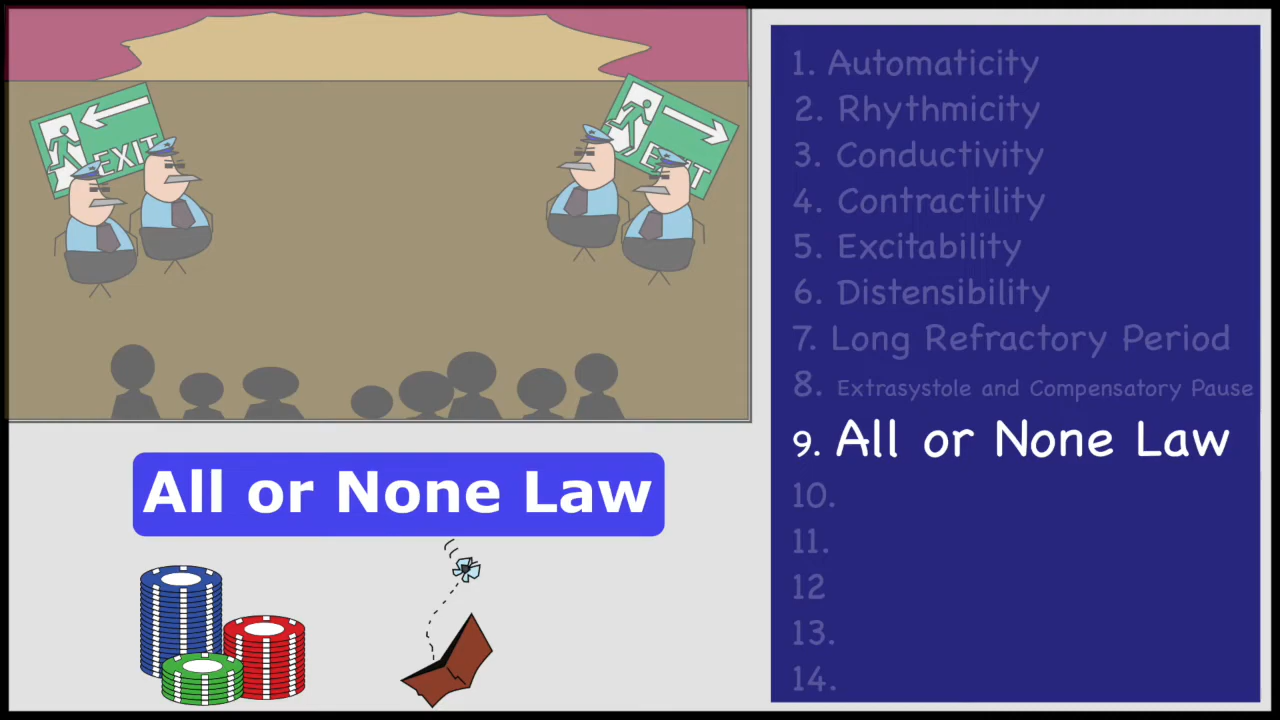 EXIT
EXIT
All or None Law
1. Automaticity
2. Rhythmicity
3. Conductivity
4. Contractility
5. Excitability
6. Distensibility
7. Long Refractory Period
8. Extrasystole and Compensatory Pause
9. All or None Law
10.
11.
12
13.
14.